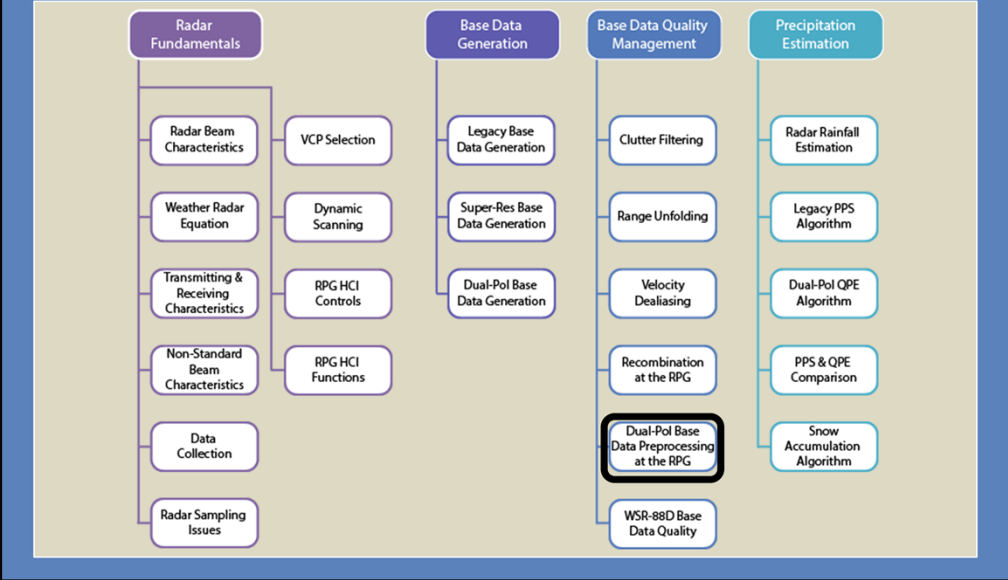 Radar
Fundamentals
Radar Beam
Characteristics
Weather Radar
Equation
Transmitting &
Receiving
Characteristics
Non-Standard
Beam
Characteristics
Data
Collection
Radar Sampling
Issues
VCP Selection
Dynamic
Scanning
RPG HCI
Controls
RPG HCI
Functions
Base Data
Generation
Legacy Base
Data Generation
Super-Res Base
Data Generation
Dual-Pol Base
Data Generation
Base Data Quality
Management
Clutter Filtering
Range Unfolding
Velocity
Dealiasing
Recombination
at the RPG
Dual-Pol Base
Data Preprocessing
at the RPG
WSR-88D Base
Data Quality
Precipitation
Estimation
Radar Rainfall
Estimation
Legacy PPS
Algorithm
Dual-Pol QPE
Algorithm
PPS & QPE
Comparison
Snow
Accumulation
Algorithm